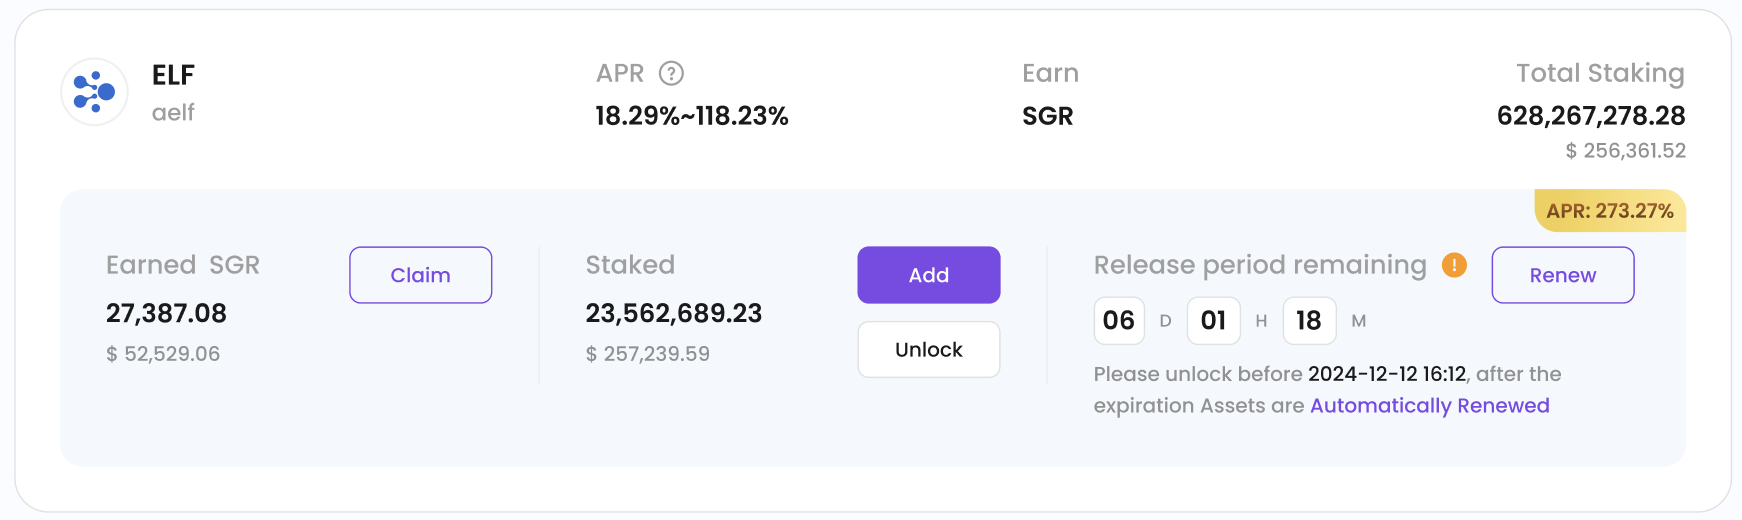 ELF
aelf
APR ?
18.29%~118.23%
Earn
SGR
Total Staking
628,267,278.28
$ 256,361.52
APR: 273.27%
Earned SGR
27,387.08
$ 52,529.06
Claim
Staked
23,562,689.23
$ 257,239.59
Add
Unlock
Release period remaining !
Renew
06 D 01 H 18 M
Please unlock before 2024-12-12 16:12, after the
expiration Assets are Automatically Renewed